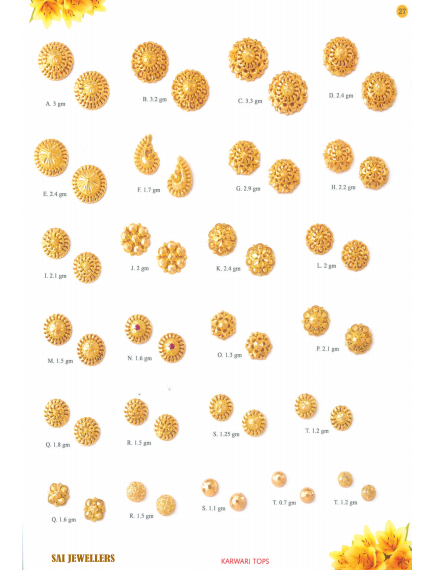 27
A. 3 gm
B. 3.2 gm
C. 3.3 gm
D. 2.4 gm
E. 2.4 gm
F. 1.7 gm
G. 2.9 gm
H. 2.2 gm
I. 2.1 gm
J. 2 gm
K. 2.4 gm
L. 2 gm
M. 1.5 gm
N. 1.6 gm
O. 1.3 gm
P. 2.1 gm
Q. 1.8 gm
R. 1.5 gm
S. 1.25 gm
T. 1.2 gm
Q. 1.6 gm
R. 1.5 gm
S. 1.1 gm
T. 0.7 gm
T. 1.2 gm
SAI JEWELLERS
KARWARI TOPS